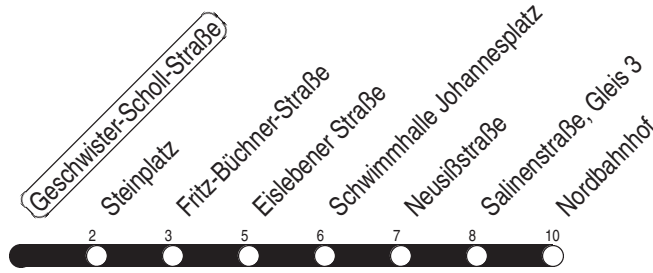 Geschwister-Scholl-Straße
Steinplatz
Fritz-Büchner-Straße
Eislebener Straße
Schwimmhalle Johannesplatz
Neusißstraße
Salinenstraße, Gleis 3
Nordbahnhof
2 3 5 6 7 8 10